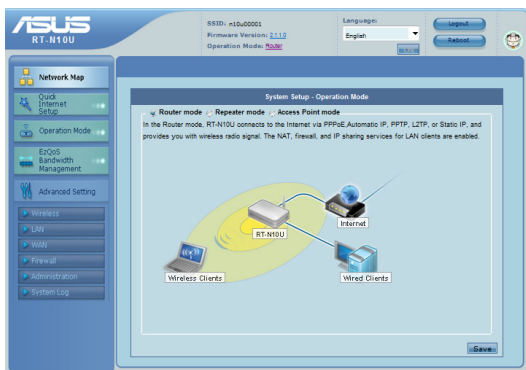 ASUS
RT-N10U
SSID: n10u00001
Firmware Version: 2.1.1.0
Operation Mode: Router
Language:
English
Logout
Reboot
Network Map
Quick
Internet
Setup
Operation Mode
EzQoS
Bandwidth
Management
Advanced Setting
Wireless
LAN
WAN
Firewall
Administration
System Log
System Setup - Operation Mode
Router mode Repeater mode Access Point mode
In the Router mode, RT-N10U connects to the Internet via PPPoE,Automatic IP, PPTP, L2TP, or Static IP, and
provides you with wireless radio signal. The NAT, firewall, and IP sharing services for LAN clients are enabled.
Internet
RT-N10U
Wireless Clients
Wired Clients
Save